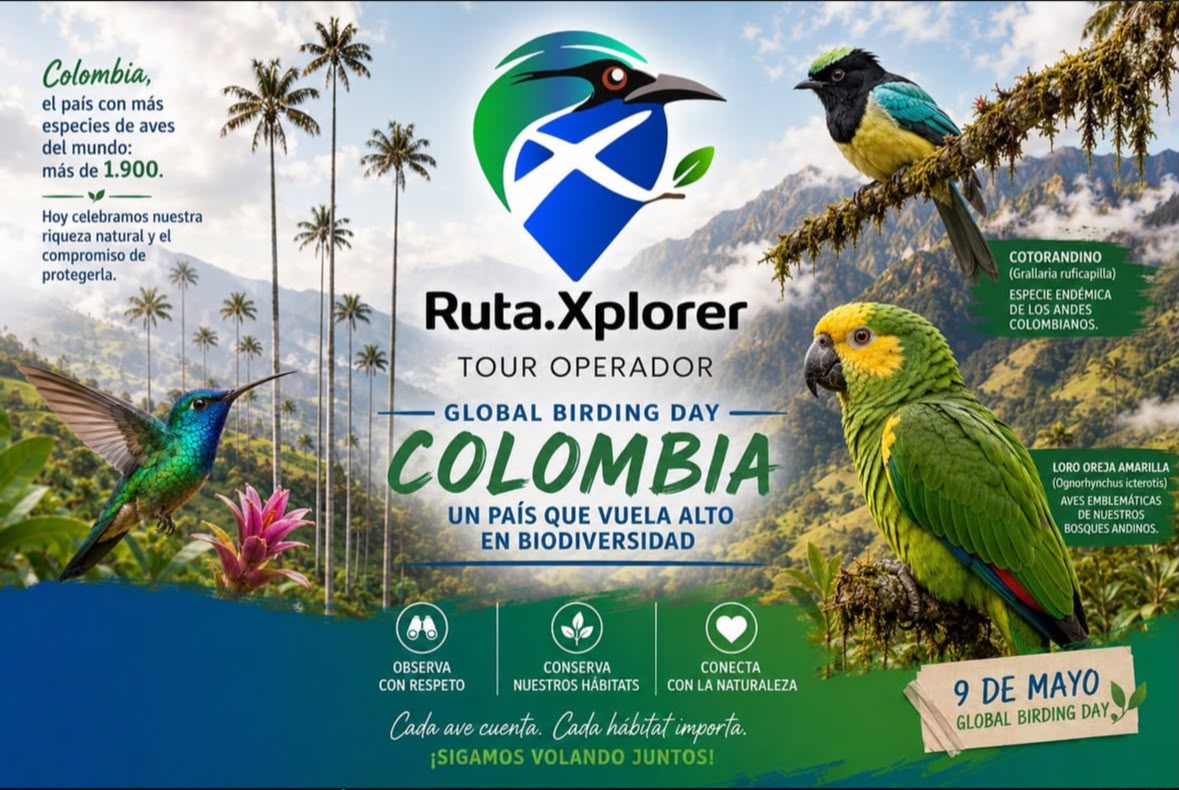 Colombia,
el país con más
especies de aves
del mundo:
más de 1.900.
Hoy celebramos nuestra
riqueza natural y el
compromiso de
protegerla.
Ruta.Xplorer
TOUR OPERADOR
GLOBAL BIRDING DAY
COLOMBIA
UN PAÍS QUE VUELA ALTO
EN BIODIVERSIDAD
COTORANDINO
(Grallaria ruficapilla)
ESPECIE ENDÉMICA
DE LOS ANDES
COLOMBIANOS.
LORO OREJA AMARILLA
(Ognorhynchus icterotis)
AVES EMBLEMÁTICAS
DE NUESTROS
BOSQUES ANDINOS.
OBSERVA
CON RESPETO
CONSERVA
NUESTROS HÁBITATS
CONECTA
CON LA NATURALEZA
Cada ave cuenta. Cada hábitat importa.
¡SIGAMOS VOLANDO JUNTOS!
9 DE MAYO
GLOBAL BIRDING DAY